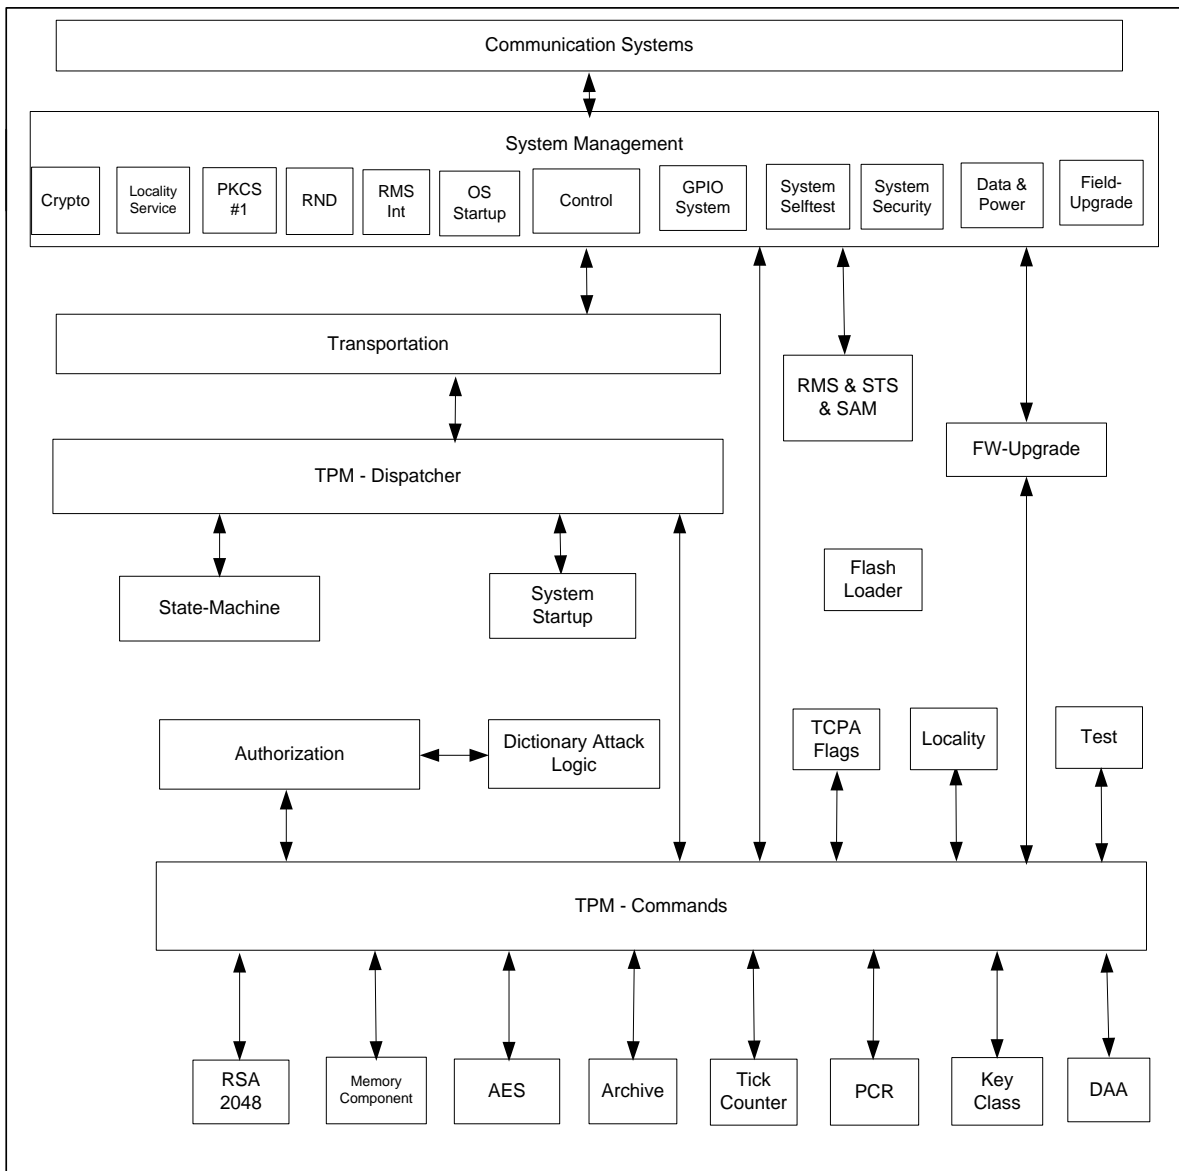 Communication Systems
System Management
Crypto
Locality
Service
PKCS
#1
RND
RMS
Int
OS
Startup
Control
GPIO
System
System
Selftest
System
Security
Data &
Power
Field-
Upgrade
Transportation
RMS & STS
& SAM
FW-Upgrade
TPM - Dispatcher
Flash
Loader
State-Machine
System
Startup
Authorization
Dictionary Attack
Logic
TCPA
Flags
Locality
Test
TPM - Commands
RSA
2048
Memory
Component
AES
Archive
Tick
Counter
PCR
Key
Class
DAA